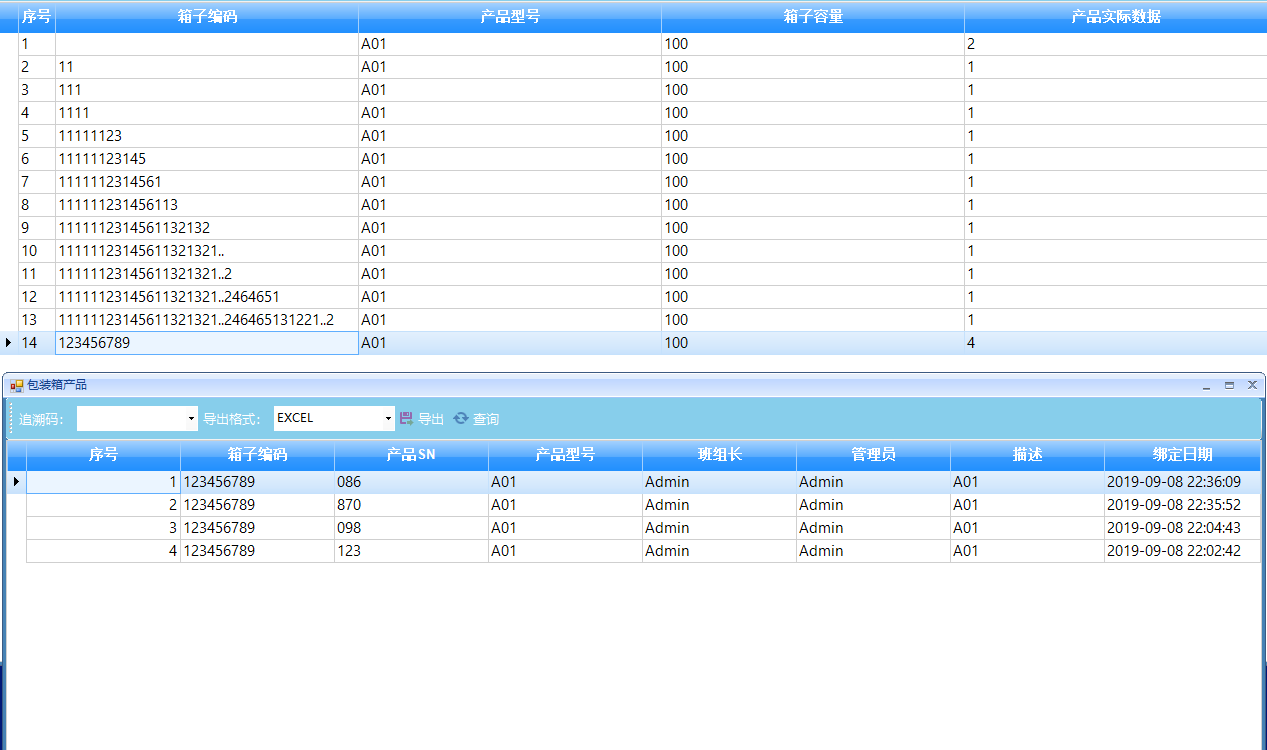 序号 箱子编码 产品型号 箱子容量 产品实际数据
1 A01 100 2
2 11 A01 100 1
3 111 A01 100 1
4 1111 A01 100 1
5 11111123 A01 100 1
6 11111123145 A01 100 1
7 1111112314561 A01 100 1
8 111111231456113 A01 100 1
9 1111112314561132132 A01 100 1
10 11111123145611321321.. A01 100 1
11 11111123145611321321..2 A01 100 1
12 11111123145611321321..2464651 A01 100 1
13 11111123145611321321..246465131221..2 A01 100 1
14 123456789 A01 100 4
包装箱产品
追溯码: 导出格式: EXCEL 导出 查询
序号 箱子编码 产品SN 产品型号 班组长 管理员 描述 绑定日期
1 123456789 086 A01 Admin Admin A01 2019-09-08 22:36:09
2 123456789 870 A01 Admin Admin A01 2019-09-08 22:35:52
3 123456789 098 A01 Admin Admin A01 2019-09-08 22:04:43
4 123456789 123 A01 Admin Admin A01 2019-09-08 22:02:42